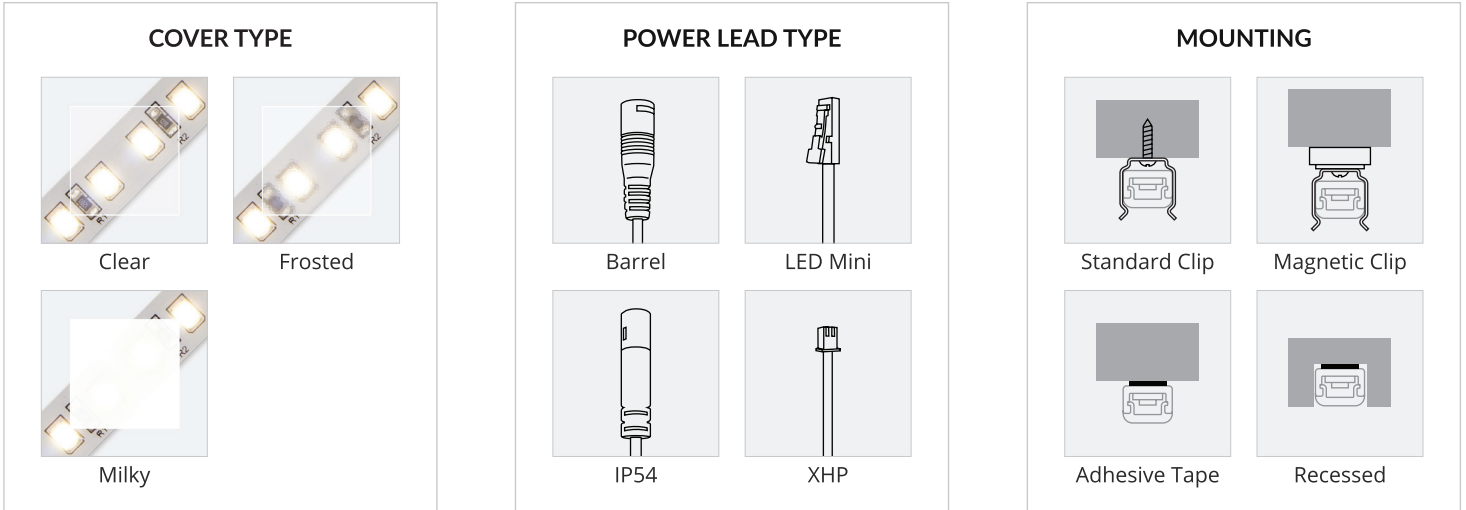 COVER TYPE
Clear
Frosted
Milky
POWER LEAD TYPE
Barrel
LED Mini
IP54
XHP
MOUNTING
Standard Clip
Magnetic Clip
Adhesive Tape
Recessed